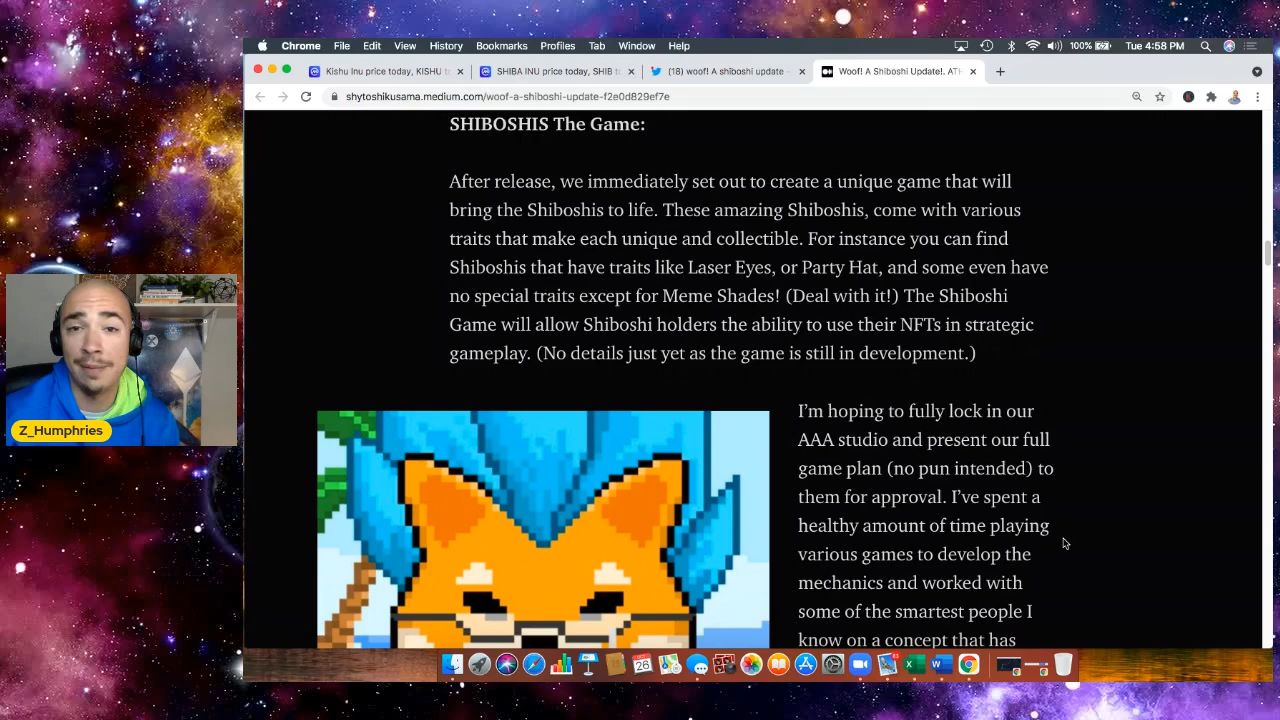 Chrome File Edit View History Bookmarks Profiles Tab Window Help 100% Tue 4:58 PM
Kishu Inu price today, KISHU to
SHIBA INU price today, SHIB to
(18) woof! A shiboshi update -
Woof! A Shiboshi Update!. ATH
shytoshikusama.medium.com/woof-a-shiboshi-update-f2e0d829ef7e
SHIBOSHIS The Game:
After release, we immediately set out to create a unique game that will
bring the Shiboshis to life. These amazing Shiboshis, come with various
traits that make each unique and collectible. For instance you can find
Shiboshis that have traits like Laser Eyes, or Party Hat, and some even have
no special traits except for Meme Shades! (Deal with it!) The Shiboshi
Game will allow Shiboshi holders the ability to use their NFTs in strategic
gameplay. (No details just yet as the game is still in development.)
I'm hoping to fully lock in our
AAA studio and present our full
game plan (no pun intended) to
them for approval. I've spent a
healthy amount of time playing
various games to develop the
mechanics and worked with
some of the smartest people I
know on a concept that has
Z_Humphries
26